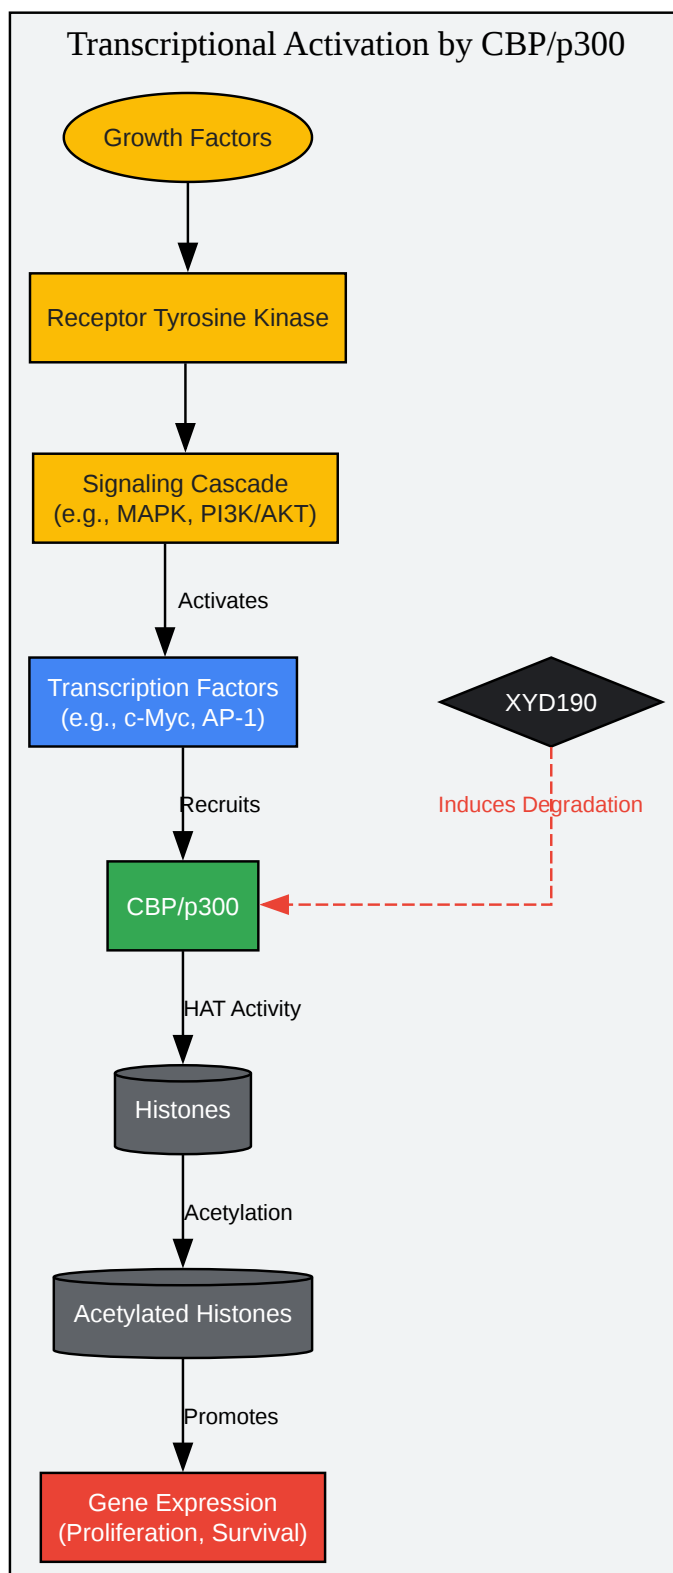 Transcriptional Activation by CBP/p300
Growth Factors
Receptor Tyrosine Kinase
Signaling Cascade
(e.g., MAPK, PI3K/AKT)
Activates
Transcription Factors
(e.g., c-Myc, AP-1)
XYD190
Recruits
Induces Degradation
CBP/p300
HAT Activity
Histones
Acetylation
Acetylated Histones
Promotes
Gene Expression
(Proliferation, Survival)